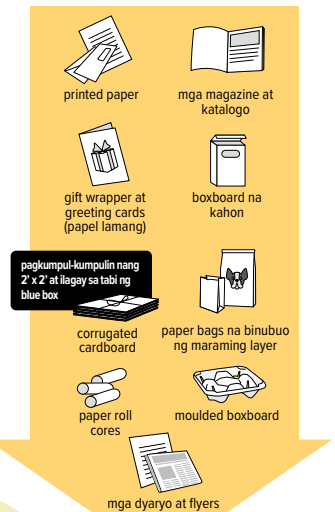 printed paper
mga magazine at
katalogo
gift wrapper at
greeting cards
(papel lamang)
boxboard na
kahon
pagkumpul-kumpulin nang
2' x 2' at ilagay sa tabi ng
blue box
corrugated
cardboard
paper bags na binubuo
ng maraming layer
paper roll
cores
moulded boxboard
mga dyaryo at flyers